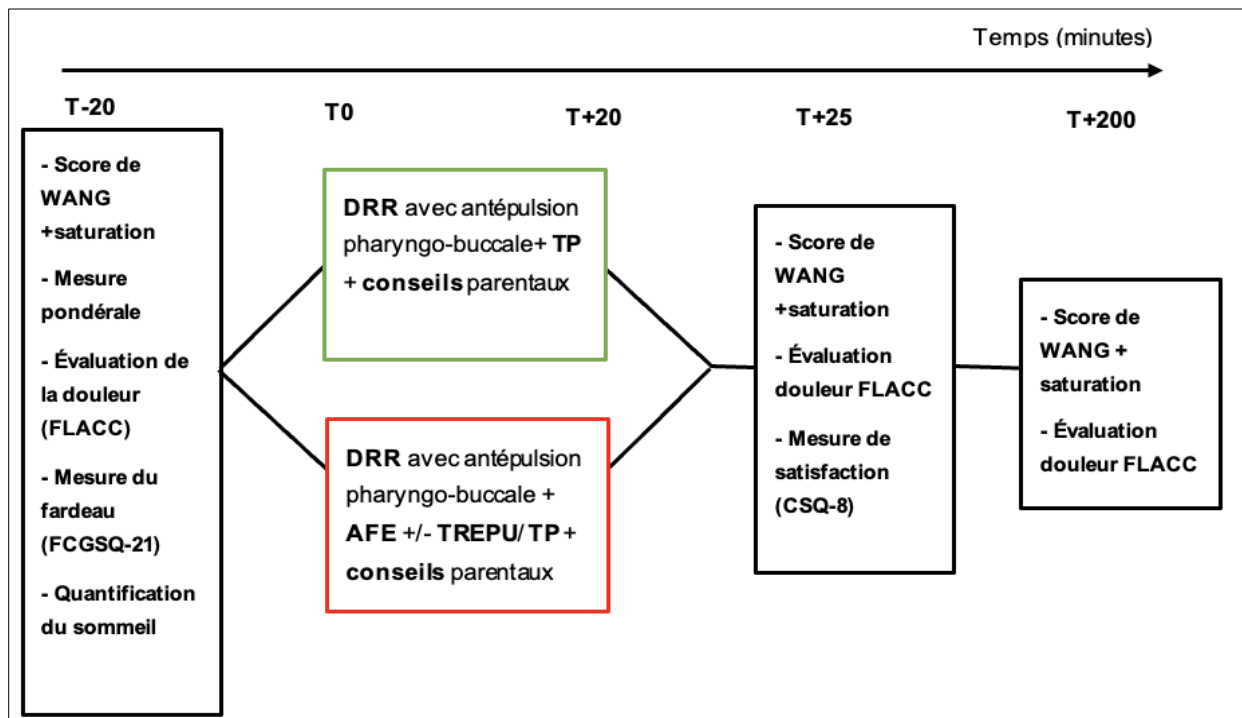 Temps (minutes)
T-20
T0
T+20
T+25
T+200
- Score de
WANG
+saturation
- Mesure
pondérale
- Évaluation de
la douleur
(FLACC)
- Mesure du
fardeau
(FCGSQ-21)
- Quantification
du sommeil
DRR avec antépulsion
pharyngo-buccale+ TP
+ conseils parentaux
DRR avec antépulsion
pharyngo-buccale +
AFE +/- TREPU/ TP +
conseils parentaux
- Score de
WANG
+saturation
- Évaluation
douleur FLACC
- Mesure de
satisfaction
(CSQ-8)
- Score de
WANG +
saturation
- Évaluation
douleur FLACC